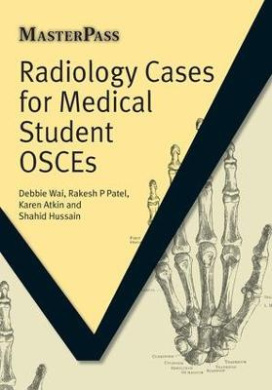 MASTERPASS
Radiology Cases
for Medical
Student
OSCEs
Debbie Wai, Rakesh P Patel,
Karen Atkin and
Shahid Hussain